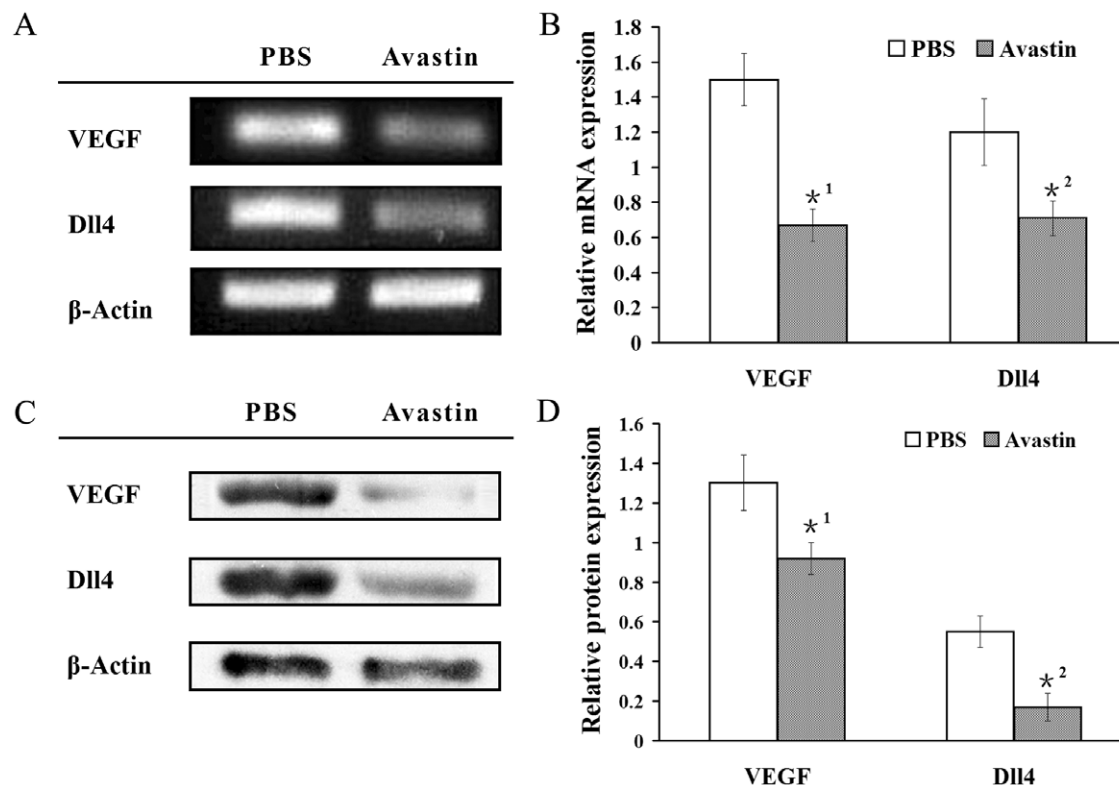 A
PBS Avastin
VEGF
Dll4
β-Actin
B
Relative mRNA expression
1.8
1.6
1.4
1.2
1
0.8
0.6
0.4
0.2
0
PBS Avastin
*1
*2
VEGF Dll4
C
PBS Avastin
VEGF
Dll4
β-Actin
D
Relative protein expression
1.6
1.4
1.2
1
0.8
0.6
0.4
0.2
0
PBS Avastin
*1
*2
VEGF Dll4